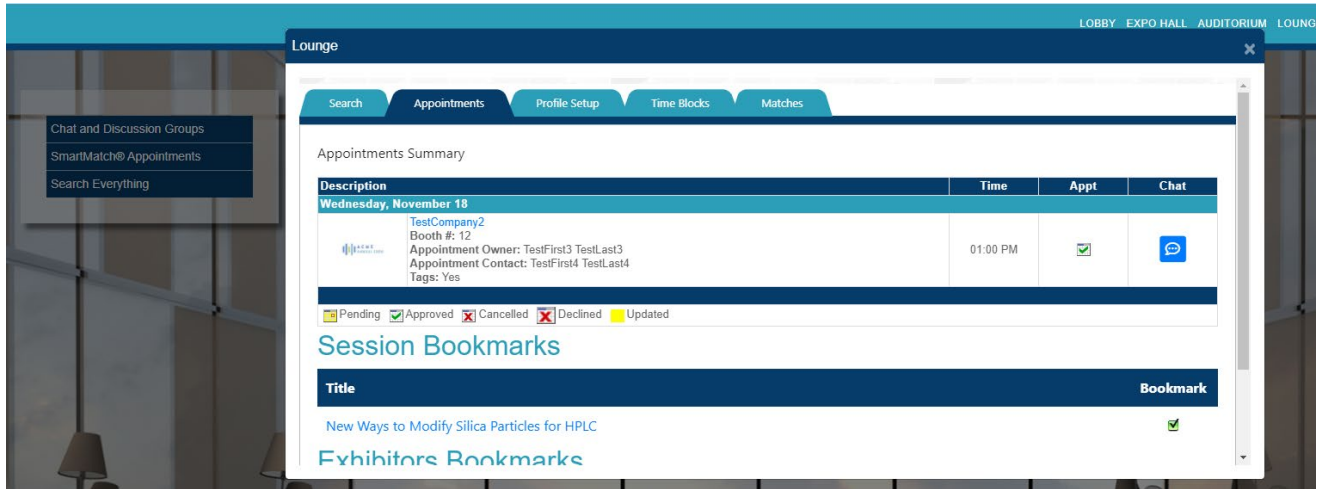 LOBBY EXPO HALL AUDITORIUM LOUNG
Lounge
Search Appointments Profile Setup Time Blocks Matches
Chat and Discussion Groups
SmartMatch® Appointments
Search Everything
Appointments Summary
Description Time Appt Chat
Wednesday, November 18
TestCompany2
Booth #: 12
Appointment Owner: TestFirst3 TestLast3
Appointment Contact: TestFirst4 TestLast4
Tags: Yes
01:00 PM
Pending Approved Cancelled Declined Updated
Session Bookmarks
Title Bookmark
New Ways to Modify Silica Particles for HPLC
Exhibitors Bookmarks